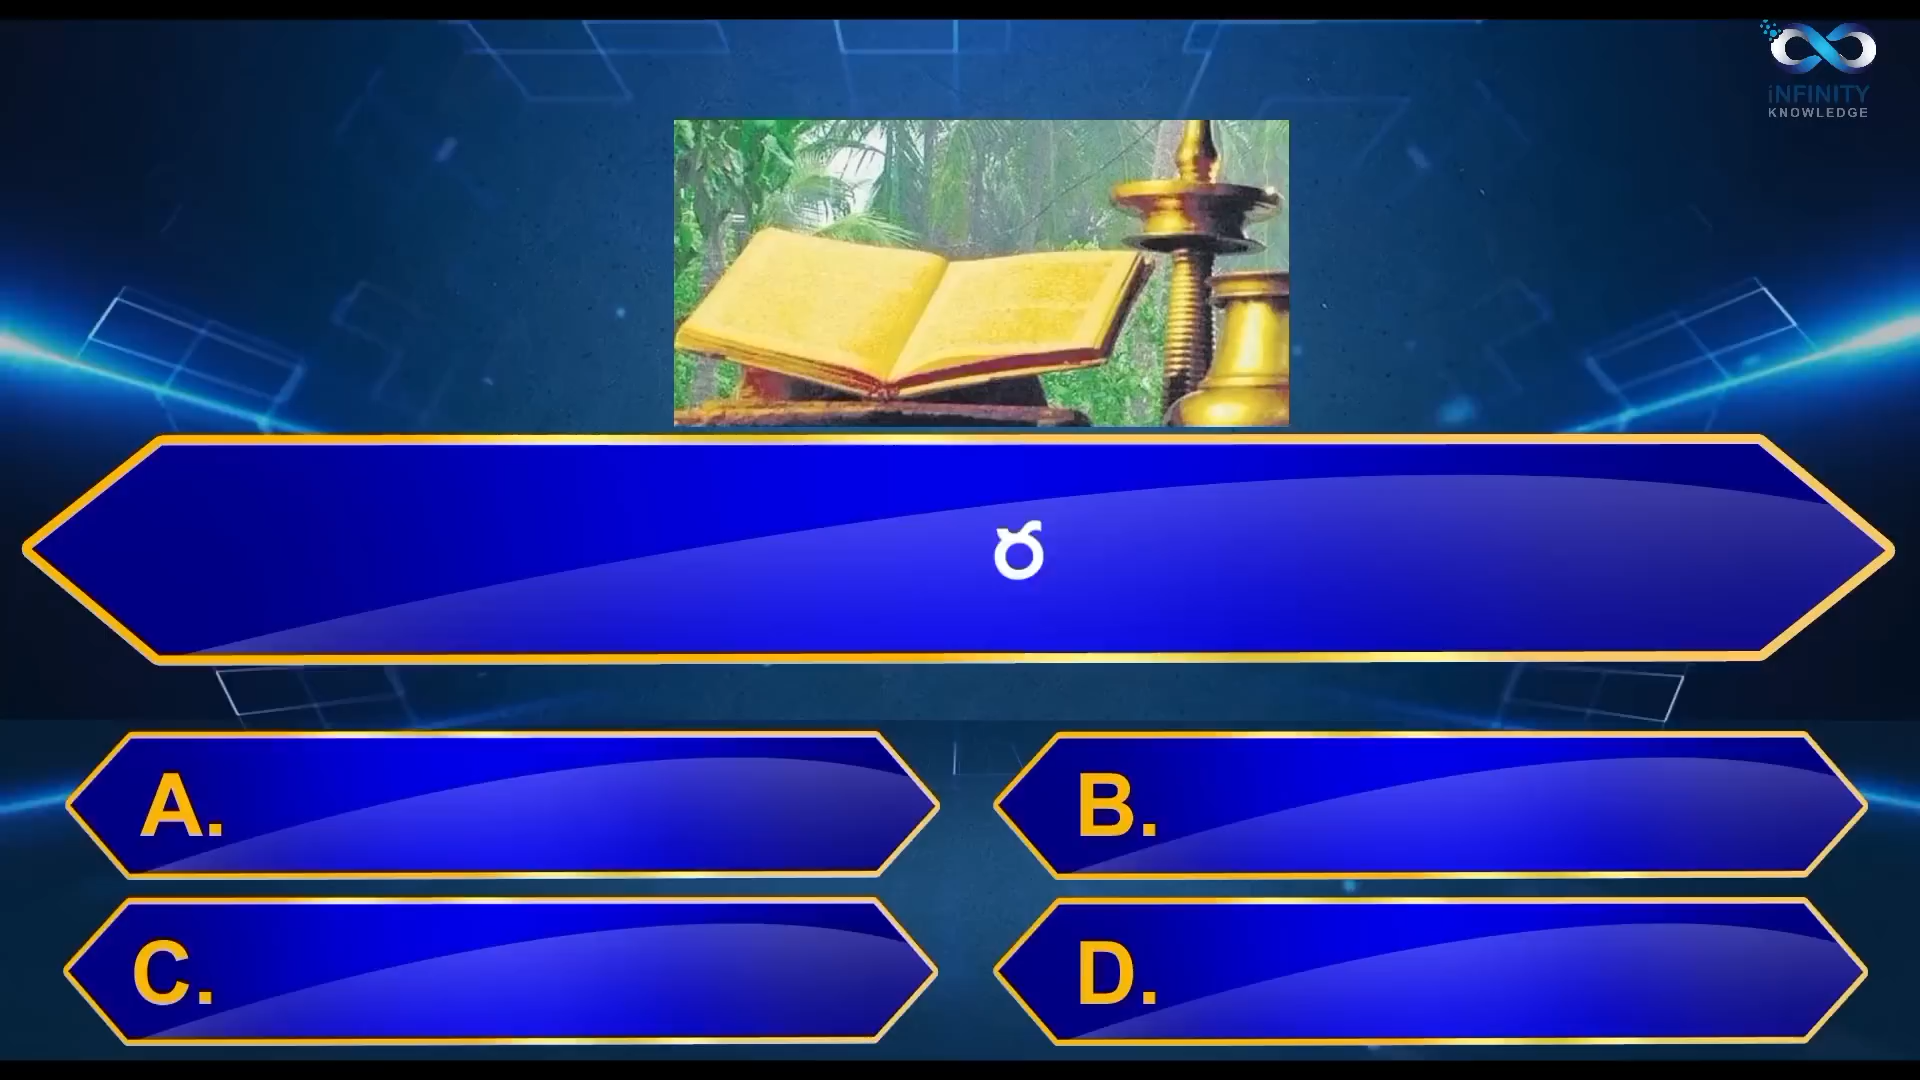 iNFINITY
KNOWLEDGE
ర
A.
B.
C.
D.